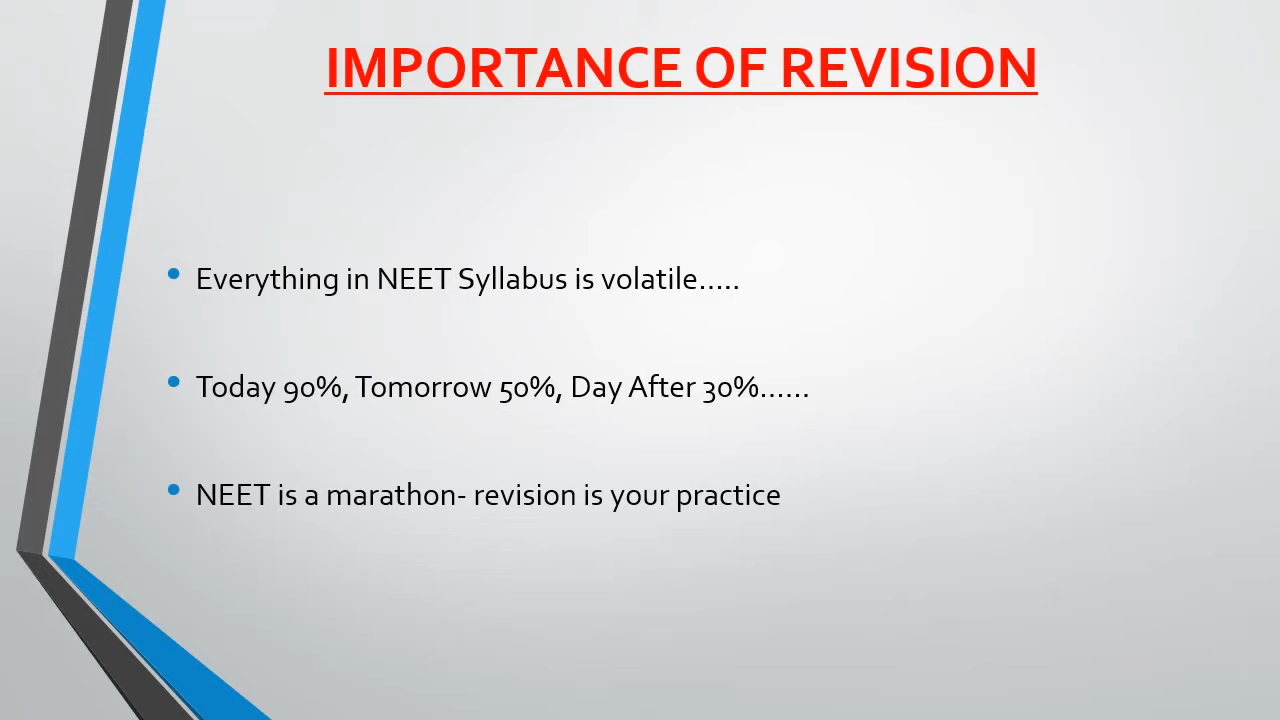 IMPORTANCE OF REVISION
• Everything in NEET Syllabus is volatile.....
• Today 90%, Tomorrow 50%, Day After 30%......
• NEET is a marathon- revision is your practice